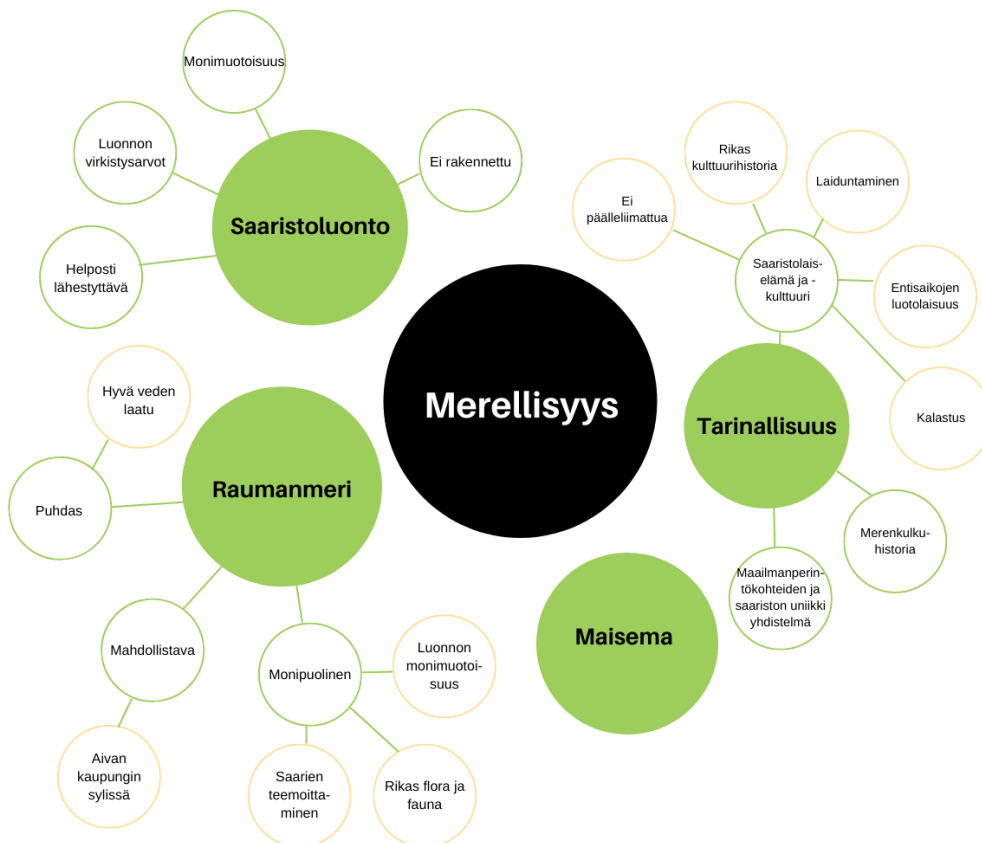 Monimuotoisuus
Luonnon
virkistysarvot
Ei rakennettu
Saaristoluonto
Helposti
lähestyttävä
Rikas
kulttuurihistoria
Laiduntaminen
Ei
päälleliimattua
Saaristolais-
elämä ja -
kulttuuri
Entisaikojen
luotolaisuus
Merellisyys
Tarinallisuus
Kalastus
Merenkulku-
historia
Maailmanperin-
tökohteiden ja
saariston uniikki
yhdistelmä
Hyvä veden
laatu
Raumanmeri
Puhdas
Maisema
Mahdollistava
Monipuolinen
Luonnon
monimuotoi-
suus
Aivan
kaupungin
sylissä
Saarien
teemoitta-
minen
Rikas flora ja
fauna